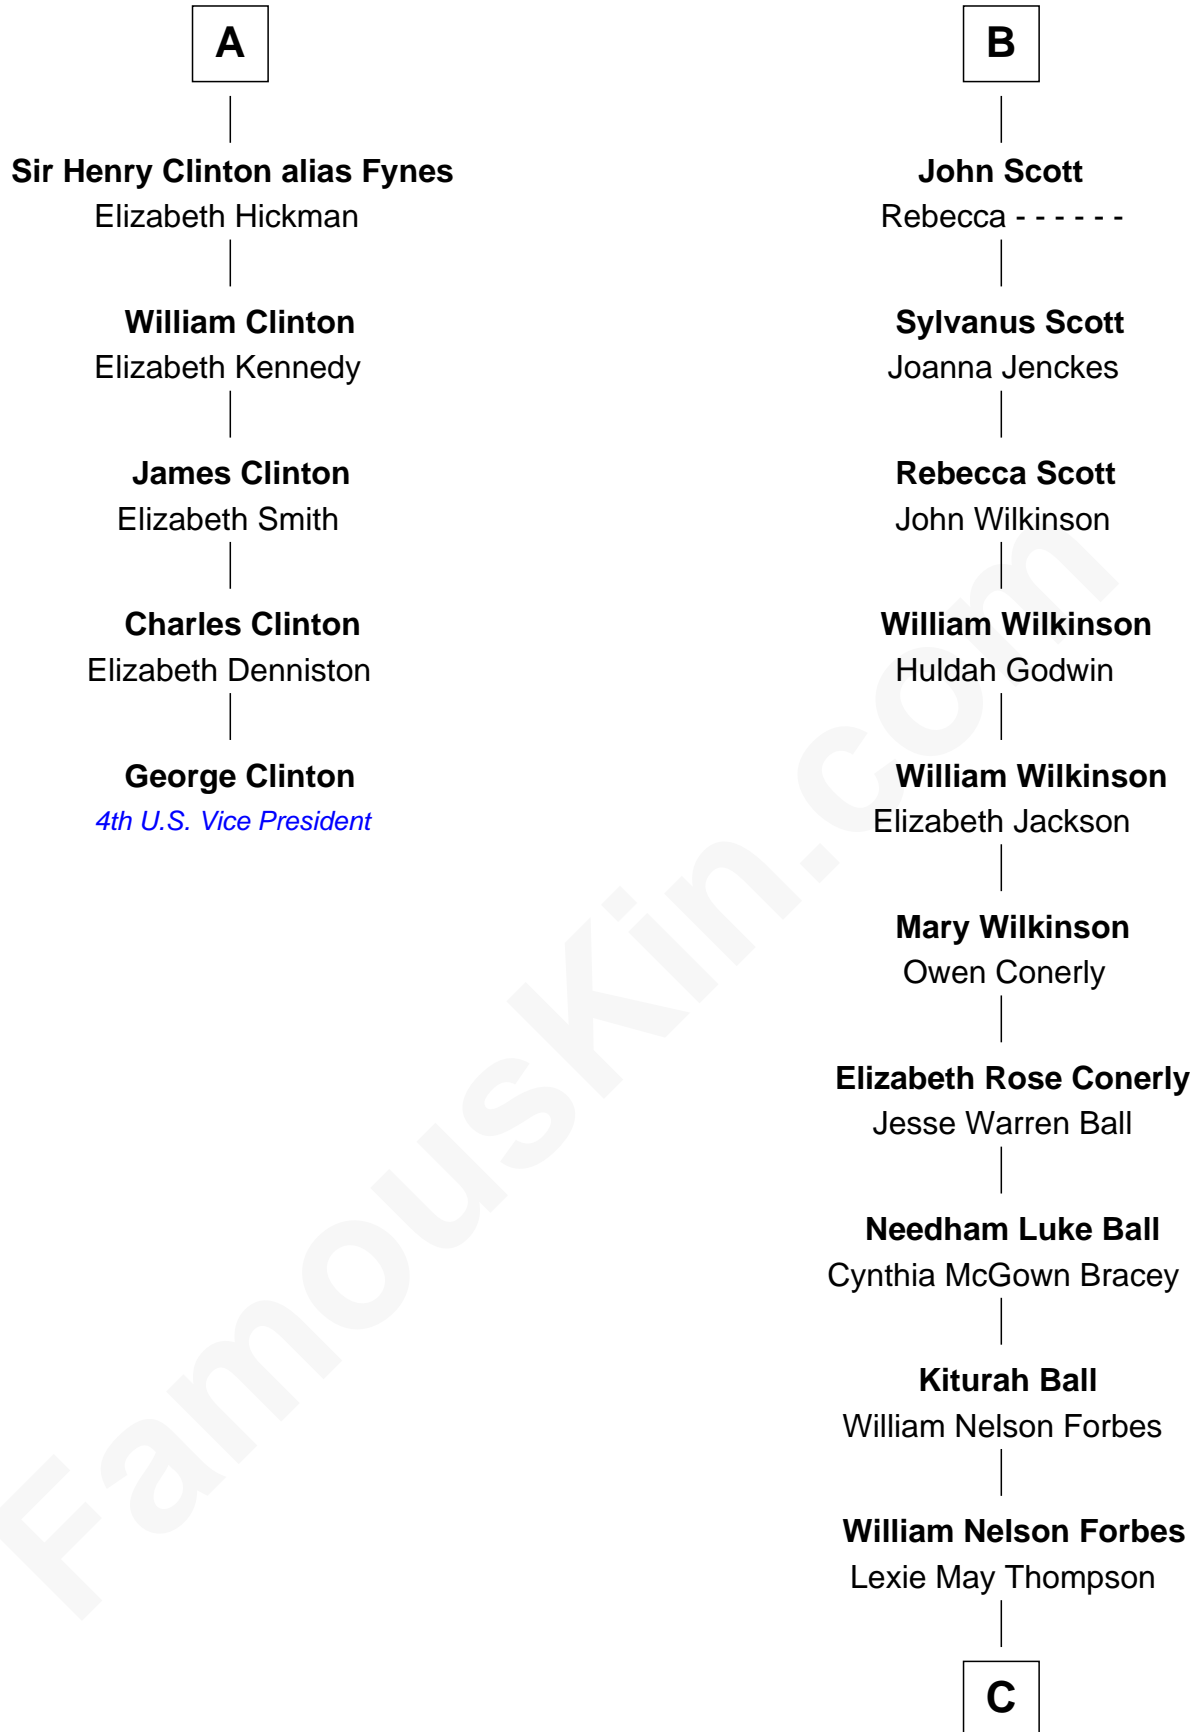 A
Sir Henry Clinton alias Fynes
Elizabeth Hickman
William Clinton
Elizabeth Kennedy
James Clinton
Elizabeth Smith
Charles Clinton
Elizabeth Denniston
George Clinton
4th U.S. Vice President
B
John Scott
Rebecca - - - - - -
Sylvanus Scott
Joanna Jenckes
Rebecca Scott
John Wilkinson
William Wilkinson
Huldah Godwin
William Wilkinson
Elizabeth Jackson
Mary Wilkinson
Owen Conerly
Elizabeth Rose Conerly
Jesse Warren Ball
Needham Luke Ball
Cynthia McGown Bracey
Kiturah Ball
William Nelson Forbes
William Nelson Forbes
Lexie May Thompson
C
FamousKin.com